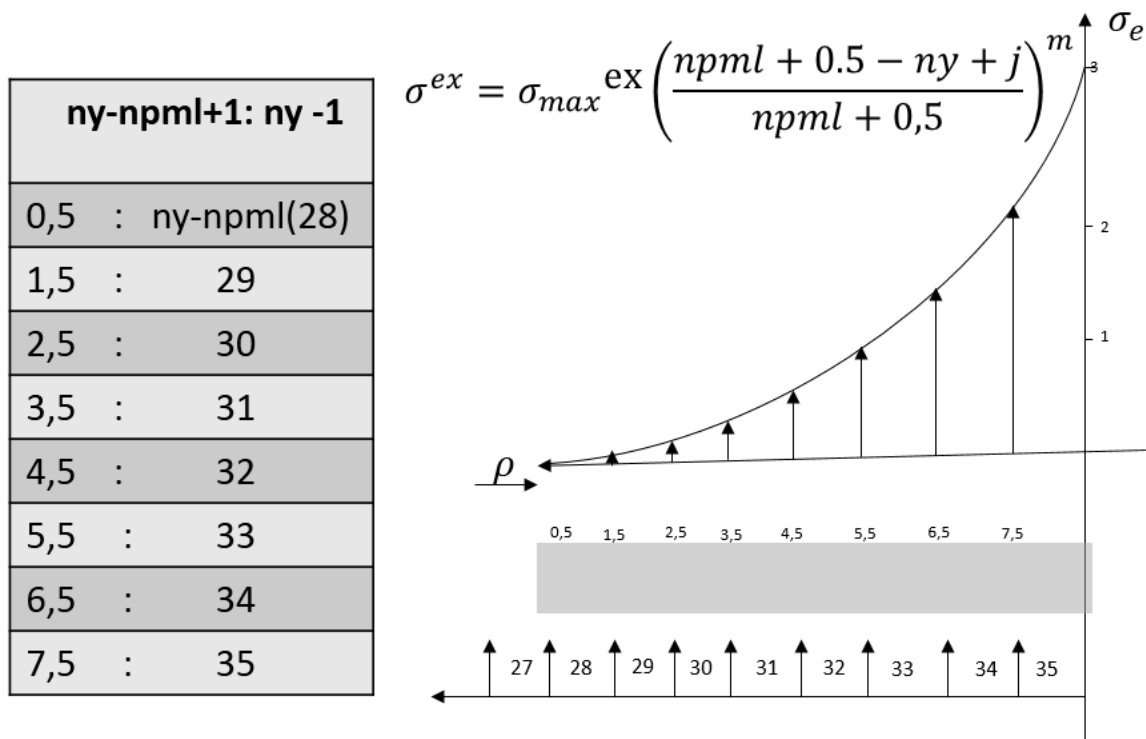 ny-npml+1: ny -1
0,5 : ny-npml(28)
1,5 : 29
2,5 : 30
3,5 : 31
4,5 : 32
5,5 : 33
6,5 : 34
7,5 : 35
σ^{ex} = σ_{max}^{ex} ((npml + 0.5 − ny + j)/(npml + 0,5))^m
σ_e
3
2
1
ρ
0,5 1,5 2,5 3,5 4,5 5,5 6,5 7,5
27 28 29 30 31 32 33 34 35